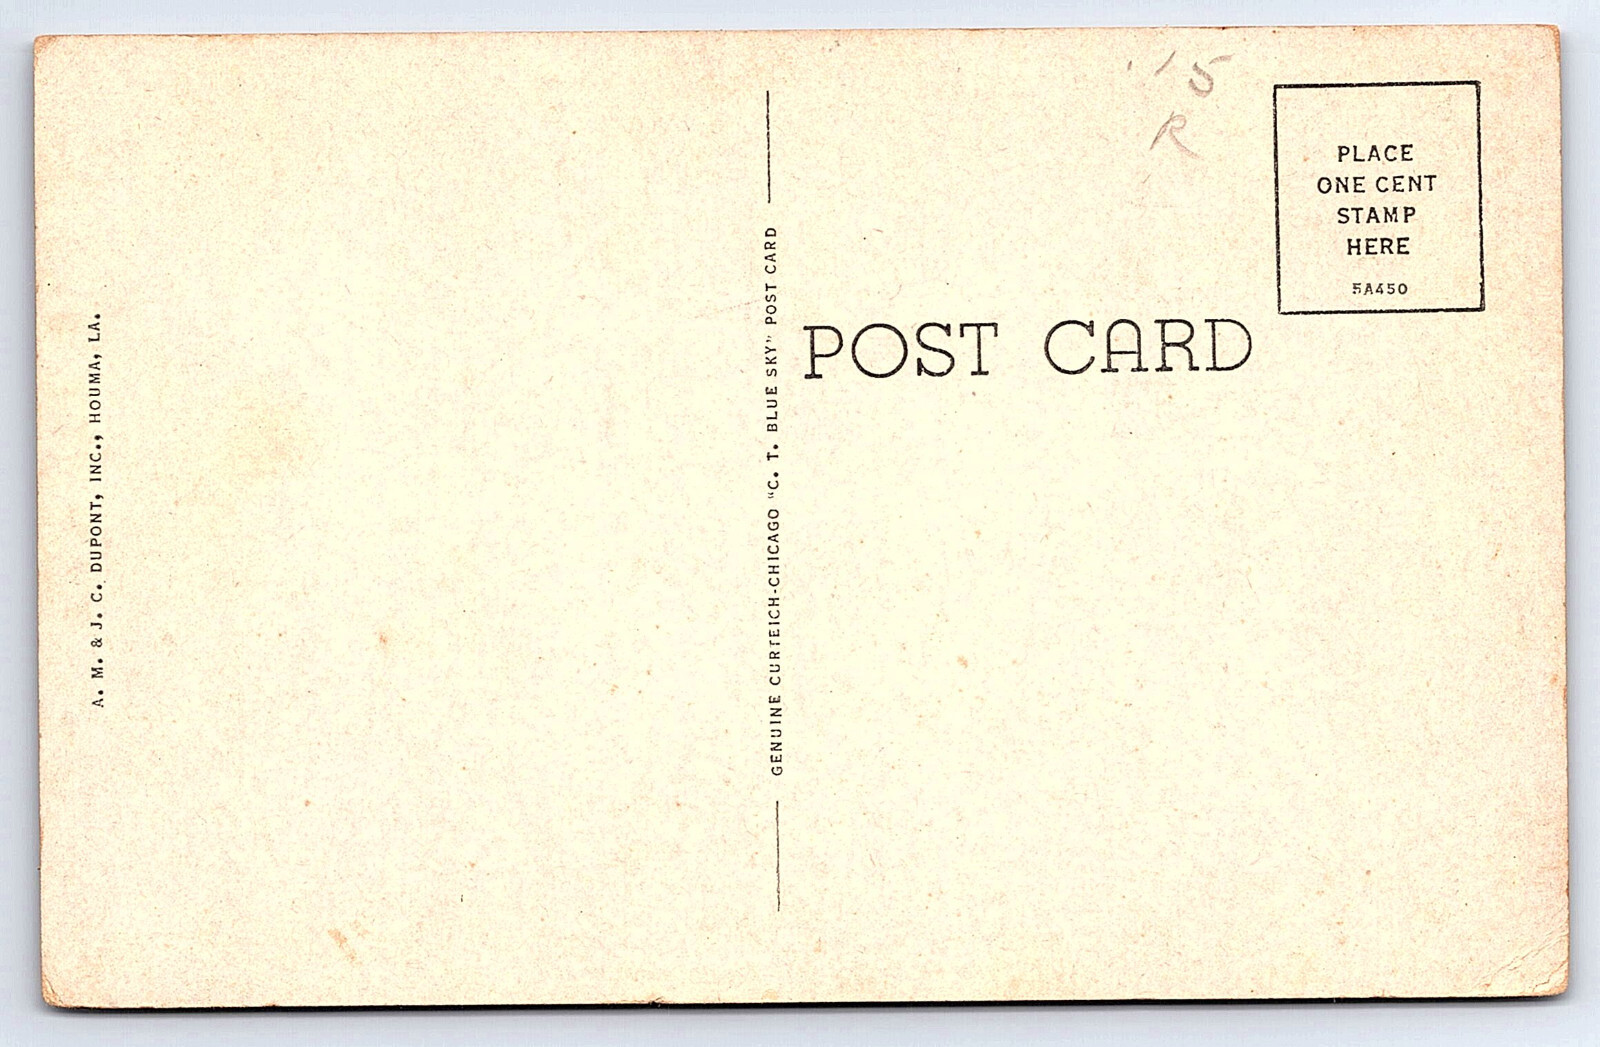 A. M. & J. C. DUPONT, INC., HOUMA, LA.
GENUINE CURTEICH-CHICAGO "C. T. BLUE SKY" POST CARD
'15
R
PLACE
ONE CENT
STAMP
HERE
5A450
POST CARD